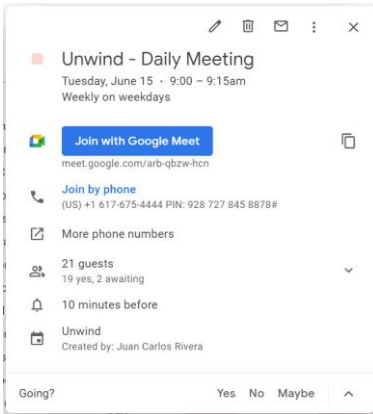 Unwind - Daily Meeting
Tuesday, June 15 · 9:00 – 9:15am
Weekly on weekdays
Join with Google Meet
meet.google.com/arb-qbzw-hcn
Join by phone
(US) +1 617-675-4444 PIN: 928 727 845 8878#
More phone numbers
21 guests
19 yes, 2 awaiting
10 minutes before
Unwind
Created by: Juan Carlos Rivera
Going? Yes No Maybe